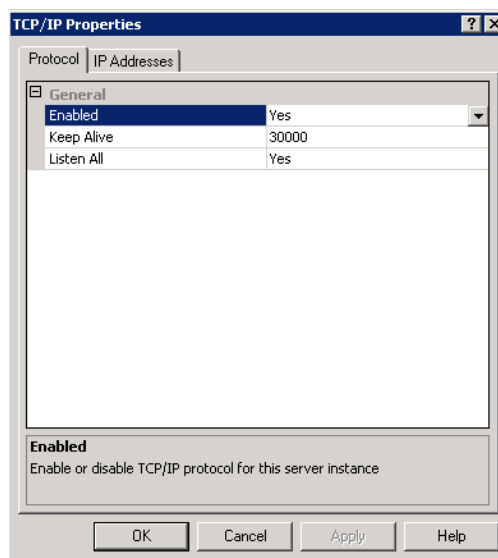 TCP/IP Properties
Protocol IP Addresses
General
Enabled Yes
Keep Alive 30000
Listen All Yes
Enabled
Enable or disable TCP/IP protocol for this server instance
OK Cancel Apply Help